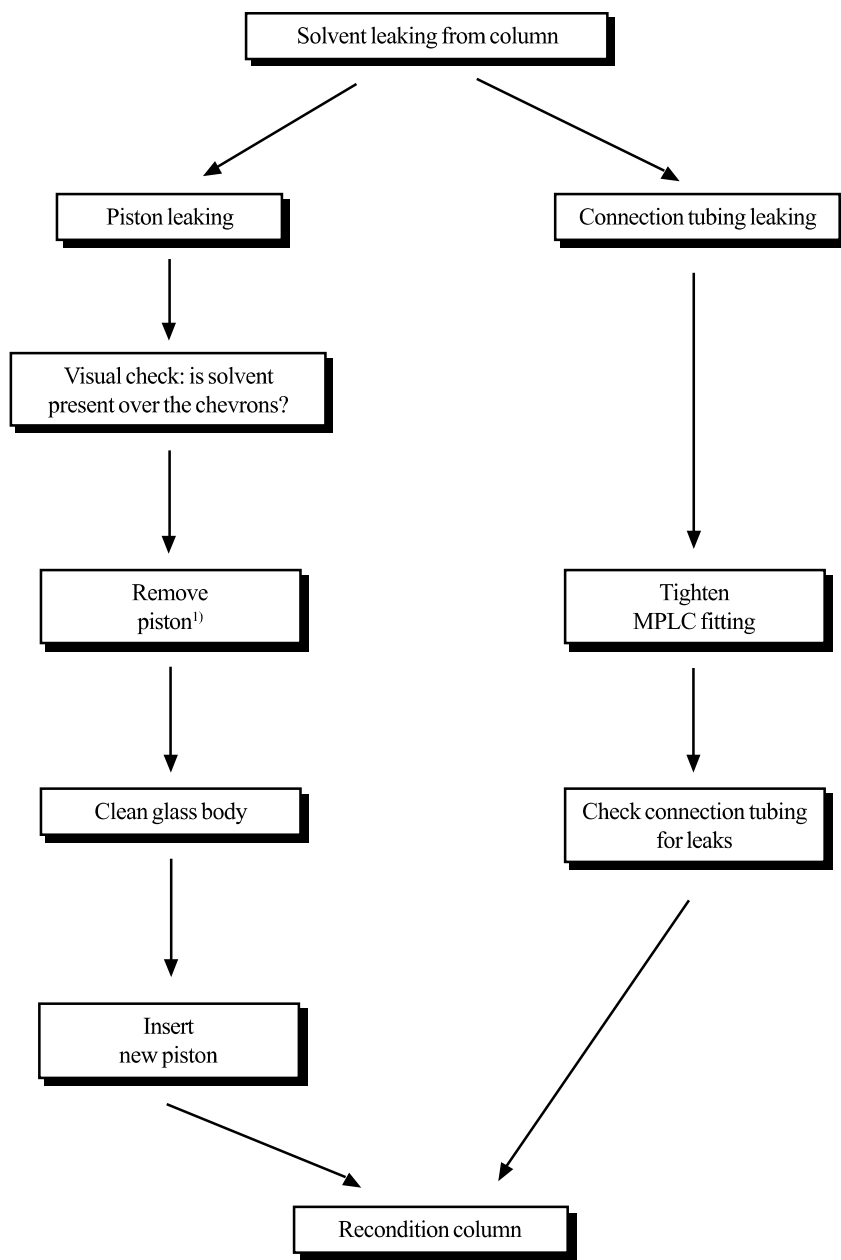 Solvent leaking from column
Piston leaking
Connection tubing leaking
Visual check: is solvent
present over the chevrons?
Remove
piston¹⁾
Tighten
MPLC fitting
Clean glass body
Check connection tubing
for leaks
Insert
new piston
Recondition column